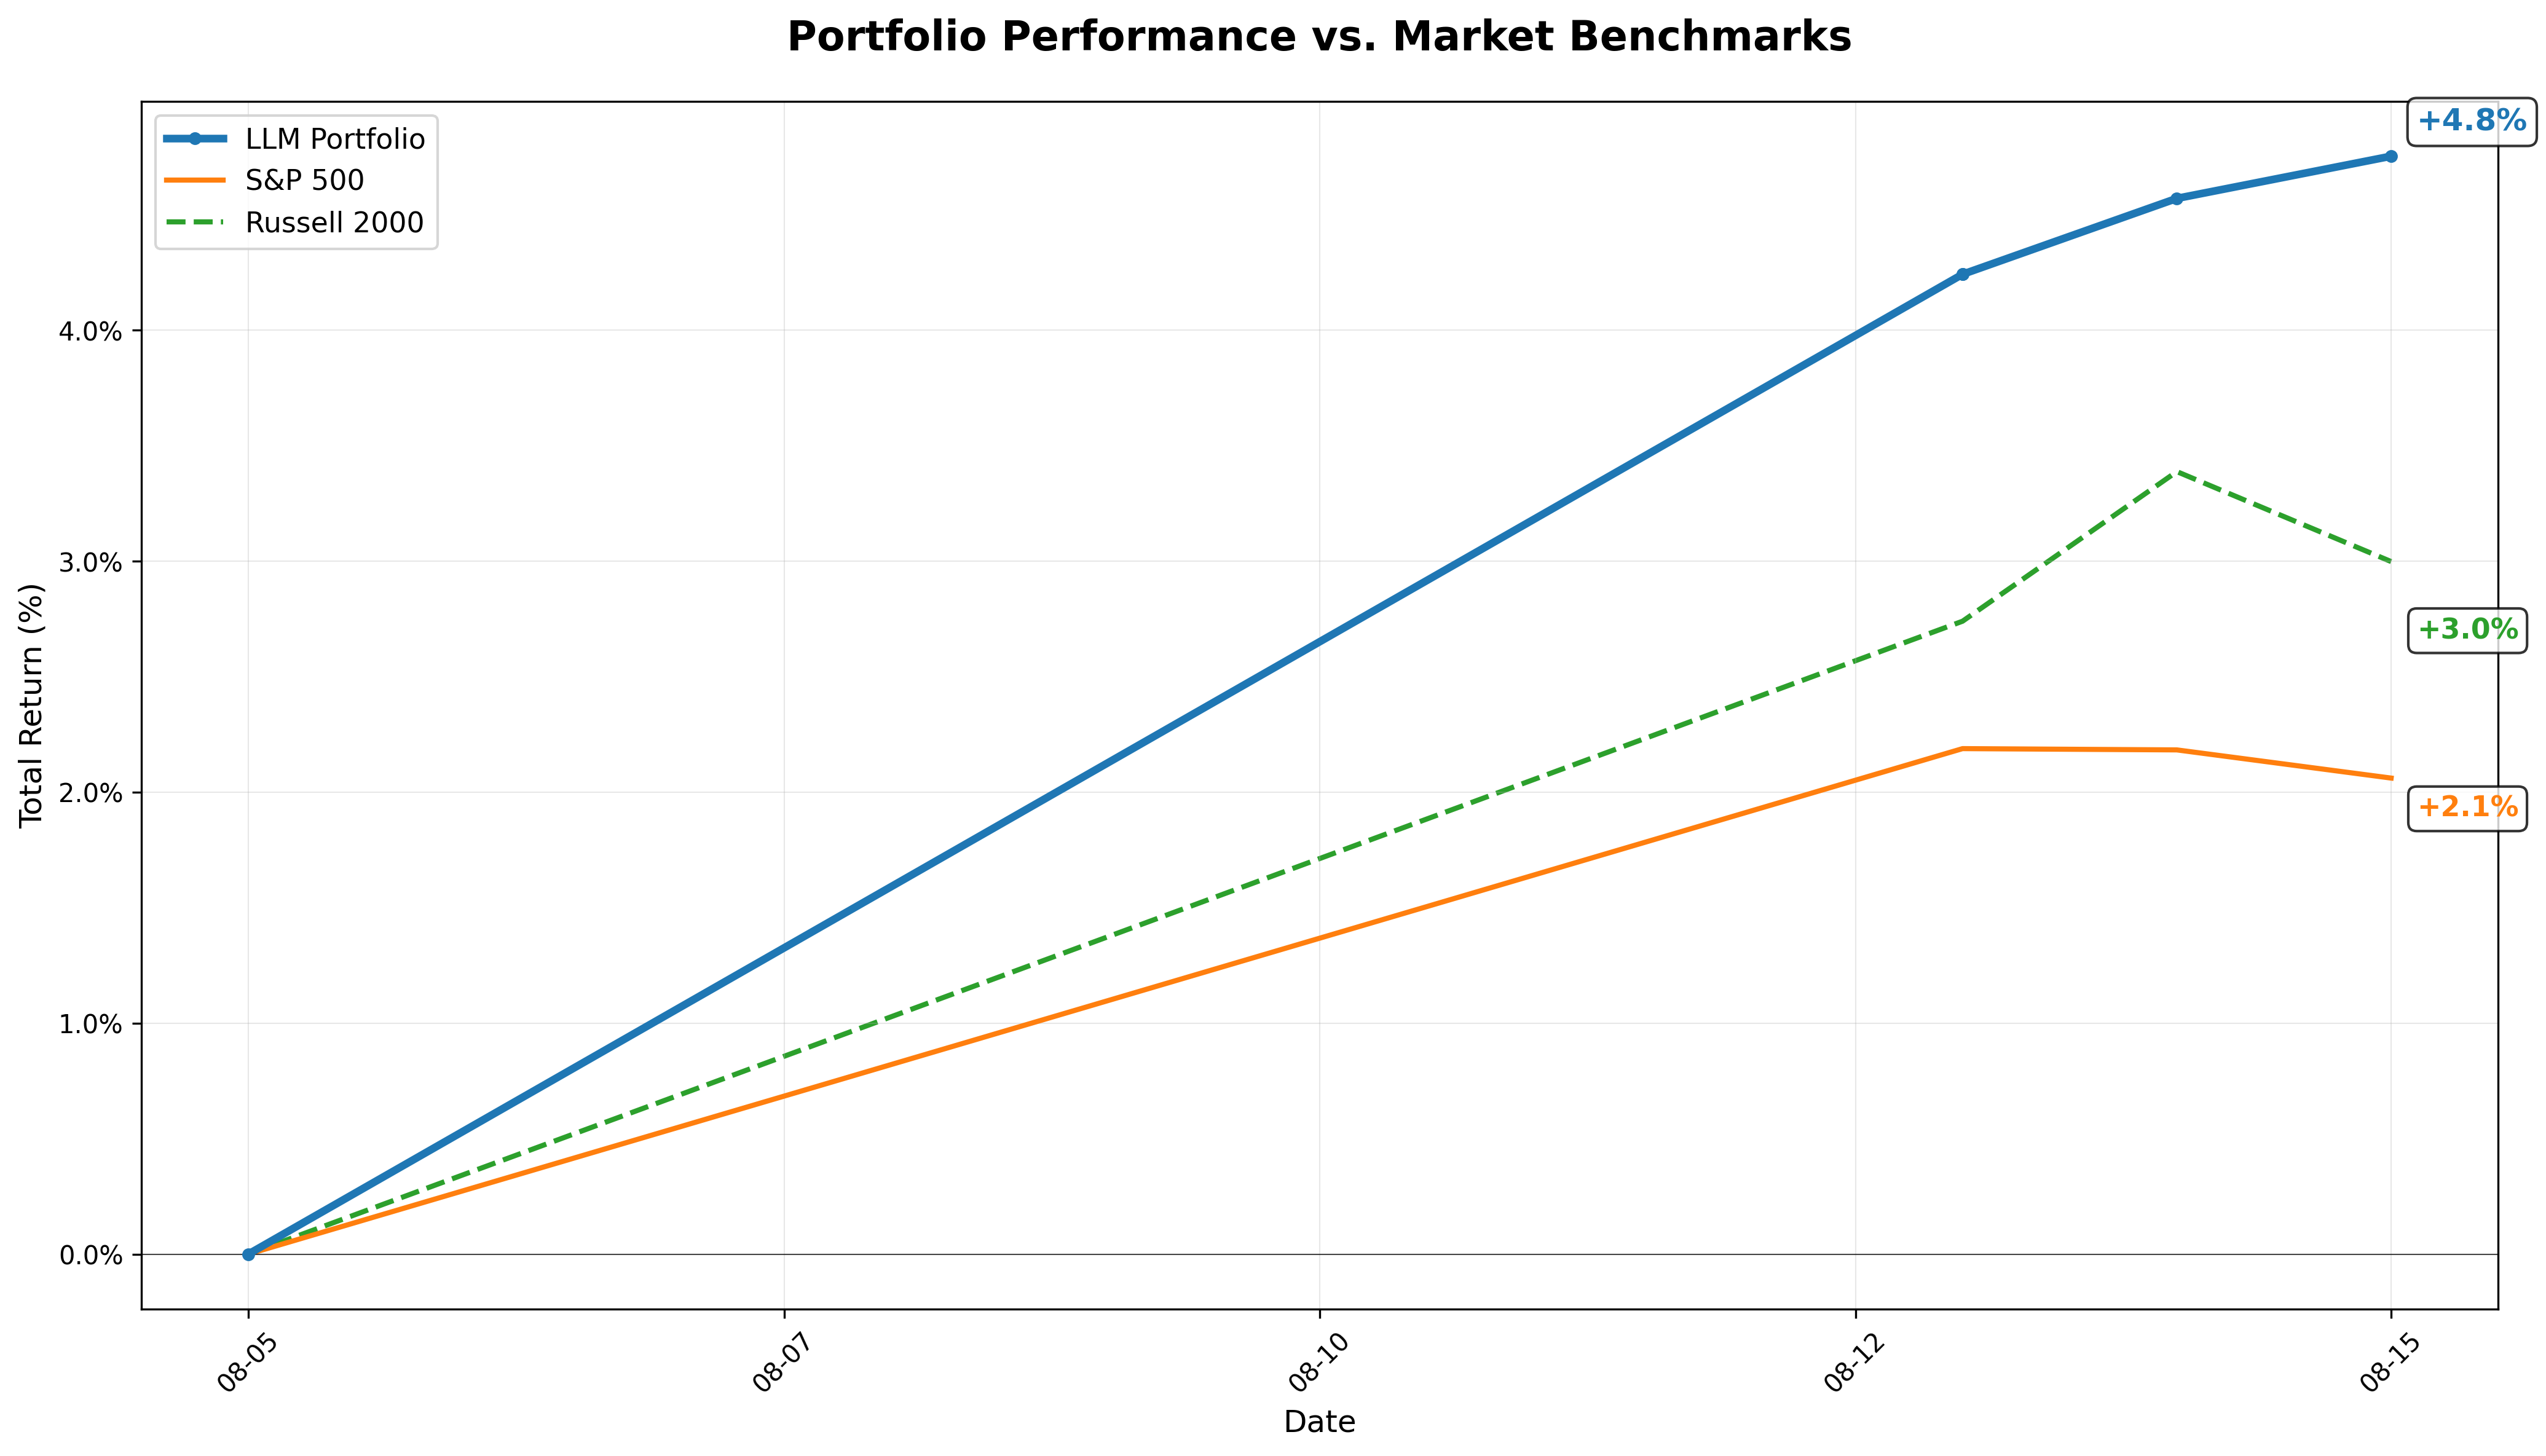 Portfolio Performance vs. Market Benchmarks
LLM Portfolio
S&P 500
Russell 2000
+4.8%
+3.0%
+2.1%
Total Return (%)
4.0%
3.0%
2.0%
1.0%
0.0%
08-05
08-07
08-10
08-12
08-15
Date